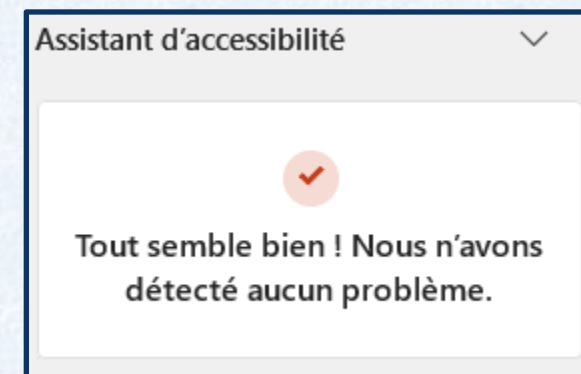 Assistant d’accessibilité
Tout semble bien ! Nous n’avons
détecté aucun problème.